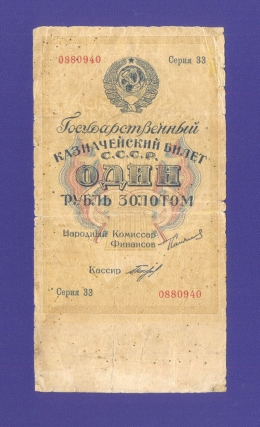 0880940 Серия 33
Государственный
КАЗНАЧЕЙСКИЙ БИЛЕТ
С.С.С.Р.
ОДИН
РУБЛЬ ЗОЛОТОМ
Народный Комиссар
Финансов
Кассир
Серия 33 0880940